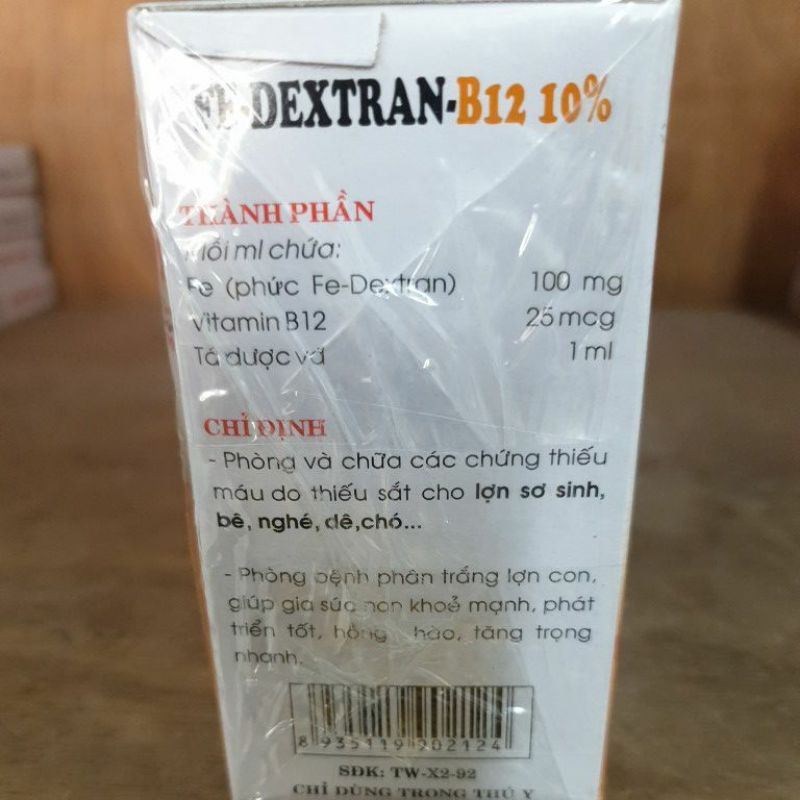 FE-DEXTRAN-B12 10%
THÀNH PHẦN
Mỗi ml chứa:
Fe (phức Fe-Dextran) 100 mg
Vitamin B12 25 mcg
Tá dược vđ 1 ml
CHỈ ĐỊNH
- Phòng và chữa các chứng thiếu
máu do thiếu sắt cho lợn sơ sinh,
bê, nghé, dê,chó...
- Phòng bệnh phân trắng lợn con,
giúp gia súc non khoẻ mạnh, phát
triển tốt, hồng hào, tăng trọng
nhanh.
8 935119 902124
SĐK: TW-X2-92
CHỈ DÙNG TRONG THÚ Y